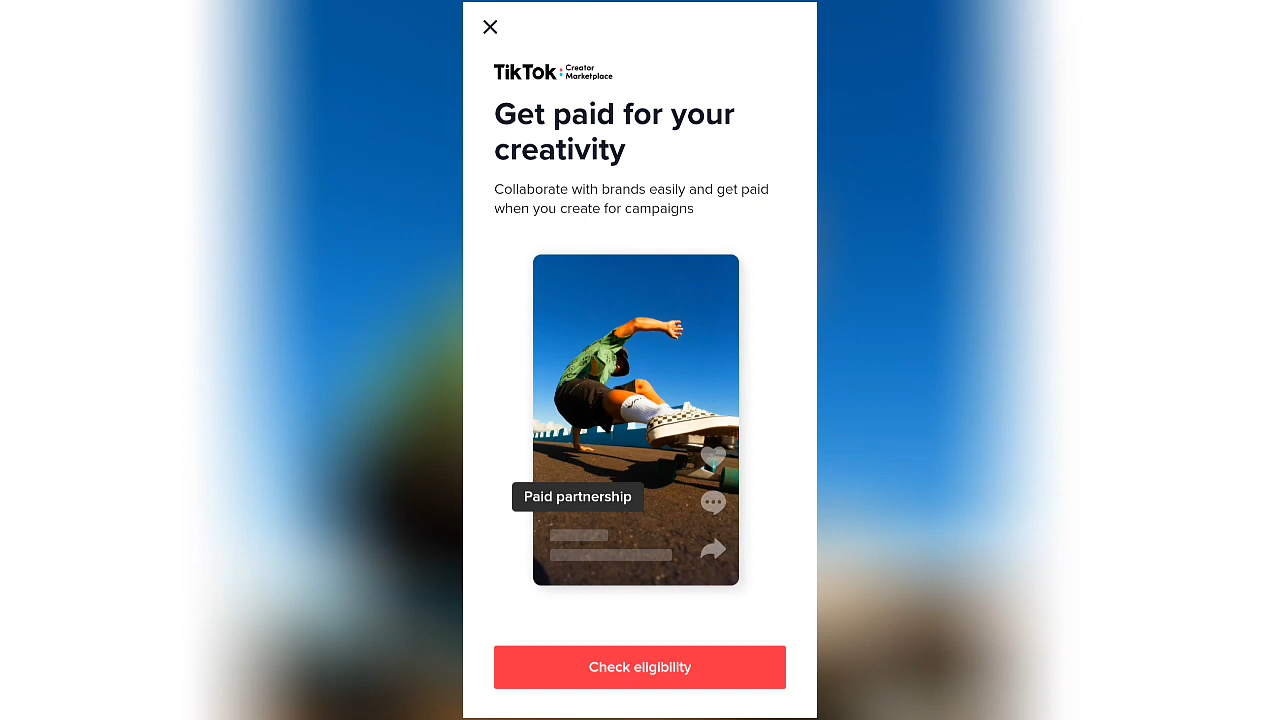 TikTok: Creator
Marketplace
Get paid for your
creativity
Collaborate with brands easily and get paid
when you create for campaigns
Paid partnership
Check eligibility